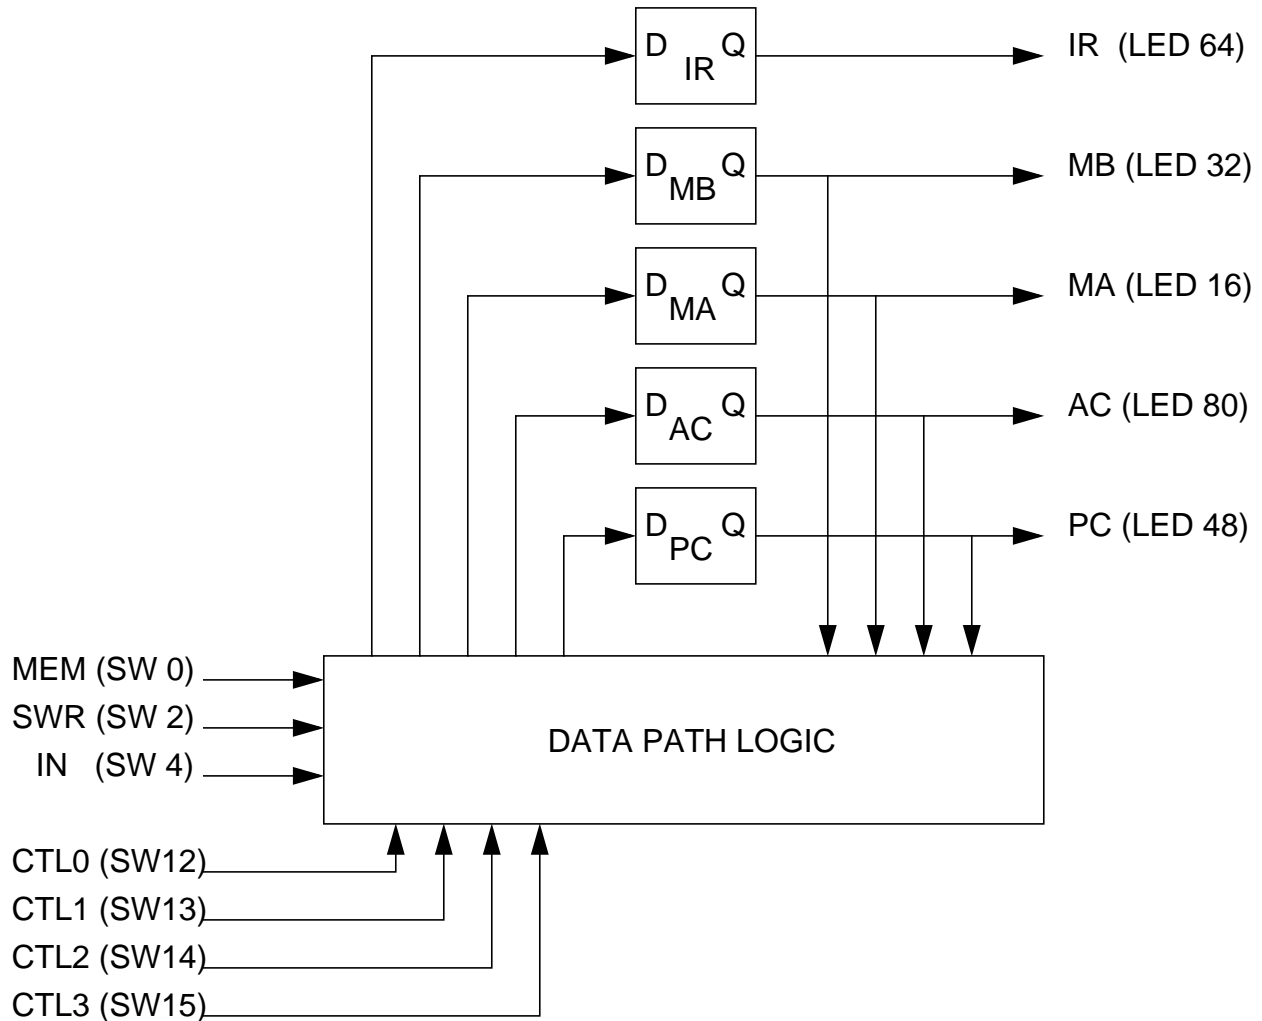 D Q IR (LED 64)
IR
D Q MB (LED 32)
MB
D Q MA (LED 16)
MA
D Q AC (LED 80)
AC
D Q PC (LED 48)
PC
MEM (SW 0)
SWR (SW 2)
IN (SW 4)
DATA PATH LOGIC
CTL0 (SW12)
CTL1 (SW13)
CTL2 (SW14)
CTL3 (SW15)